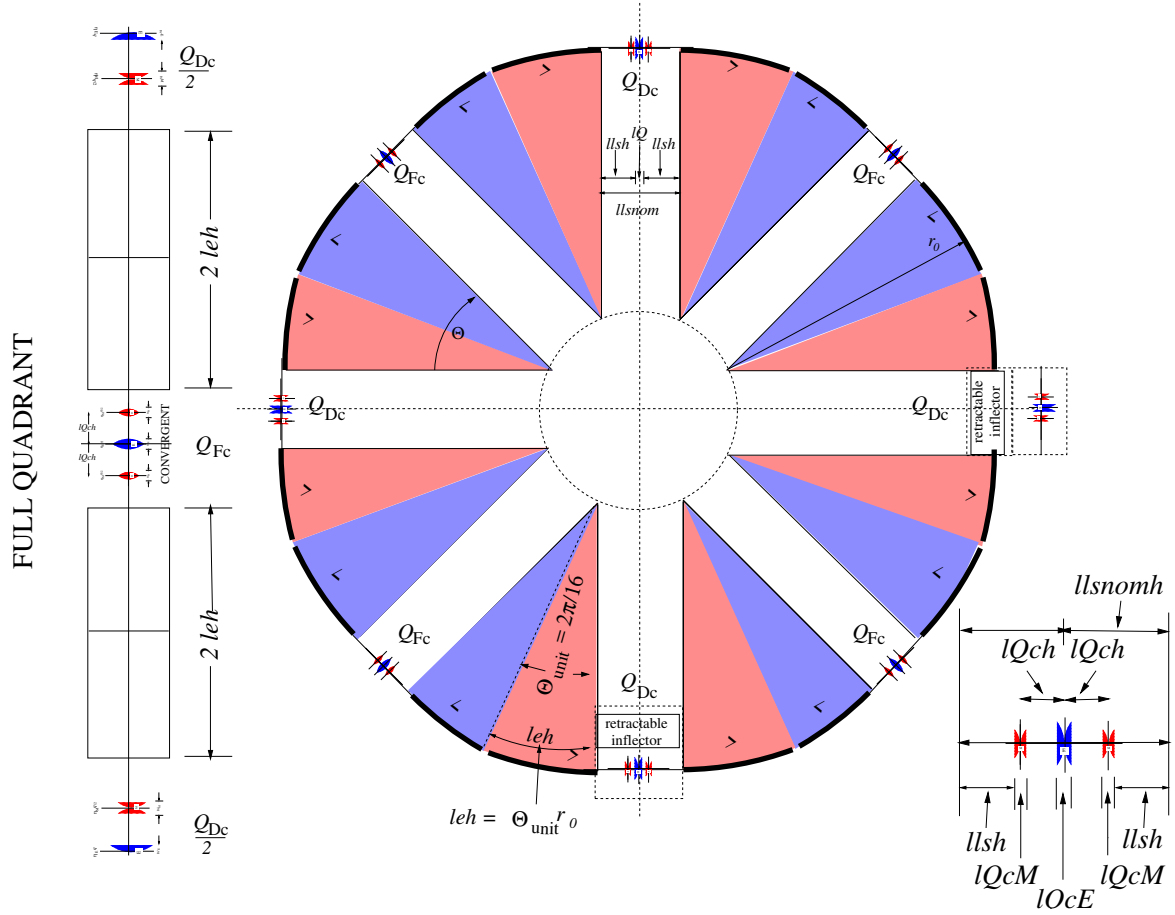 FULL QUADRANT
Q_Dc
2
2 leh
lQch
lQch
CONVERGENT
Q_Fc
2 leh
Q_Dc
2
Q_Dc
llsh lQ llsh
llsnom
Q_Fc
Q_Fc
r_0
Θ
Q_Dc
Q_Dc
retractable
inflector
Q_Fc
Q_Fc
Θ_unit = 2π/16
Q_Dc
retractable
inflector
leh
leh = Θ_unit r_0
llsnomh
lQch lQch
llsh
llsh
lQcM
lQcM
lOcE